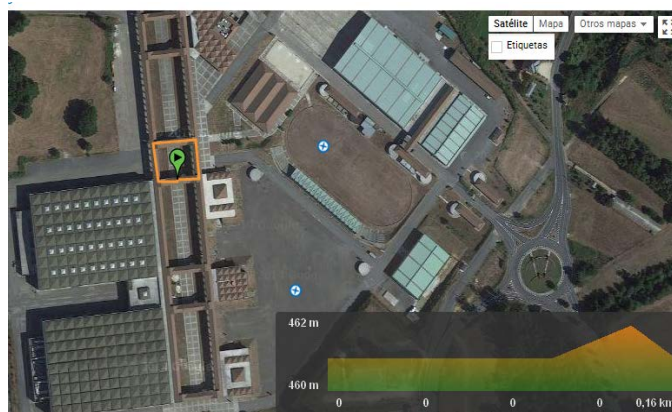 Satélite Mapa Otros mapas
Etiquetas
462 m
460 m
0 0 0 0 0,16 km